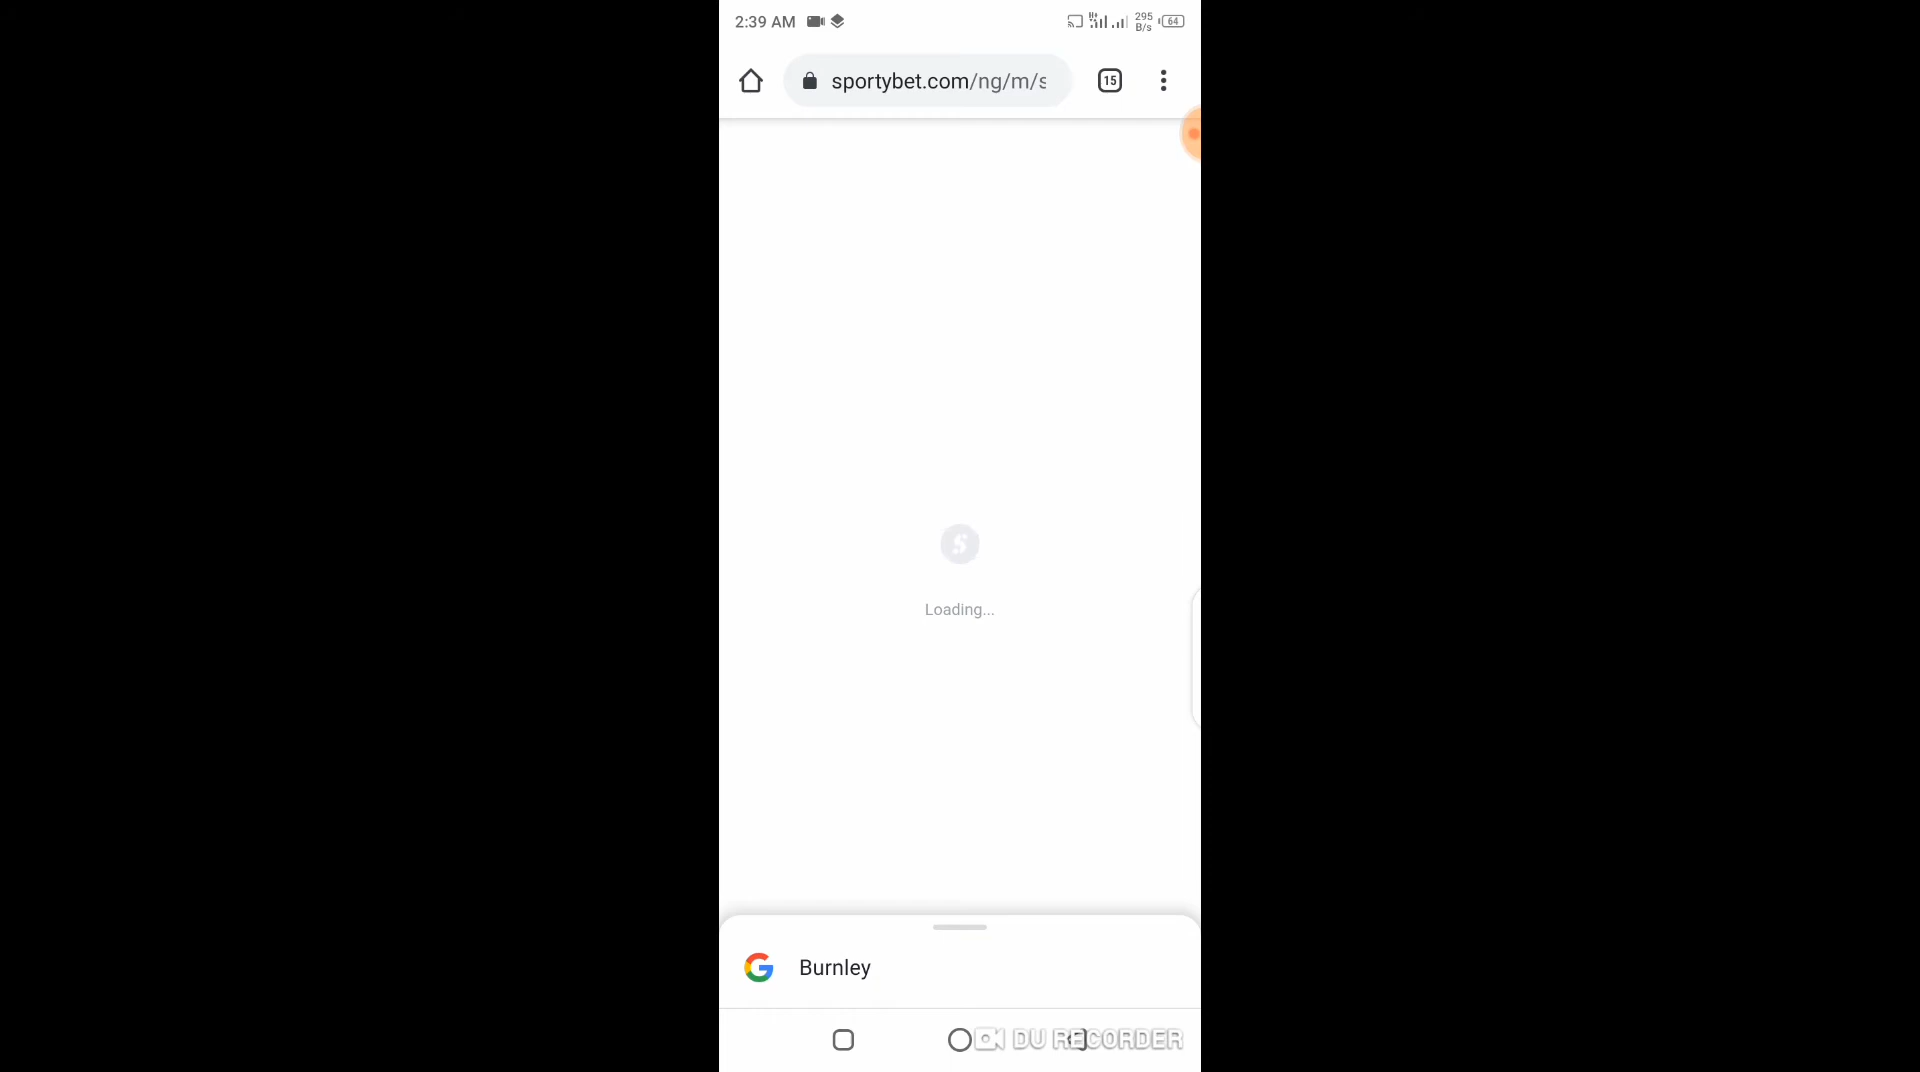 2:39 AM
295
B/s
64
sportybet.com/ng/m/s
15
Loading...
Burnley
DU RECORDER